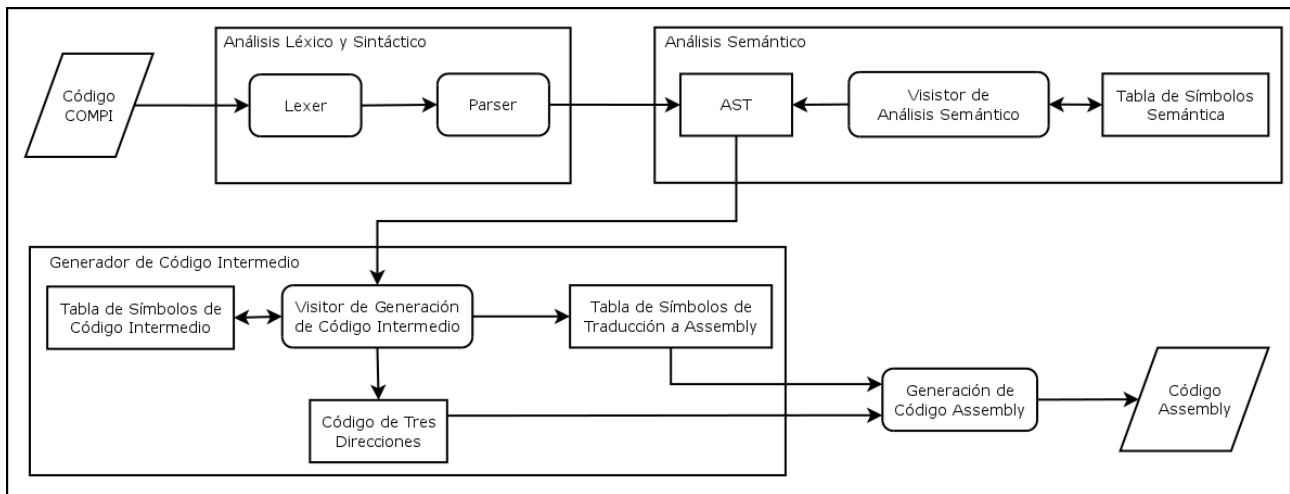 Análisis Léxico y Sintáctico
Análisis Semántico
Código
COMPI
Lexer
Parser
AST
Visistor de
Análisis Semántico
Tabla de Símbolos
Semántica
Generador de Código Intermedio
Tabla de Símbolos de
Código Intermedio
Visitor de Generación
de Código Intermedio
Tabla de Símbolos de
Traducción a Assembly
Código de Tres
Direcciones
Generación de
Código Assembly
Código
Assembly